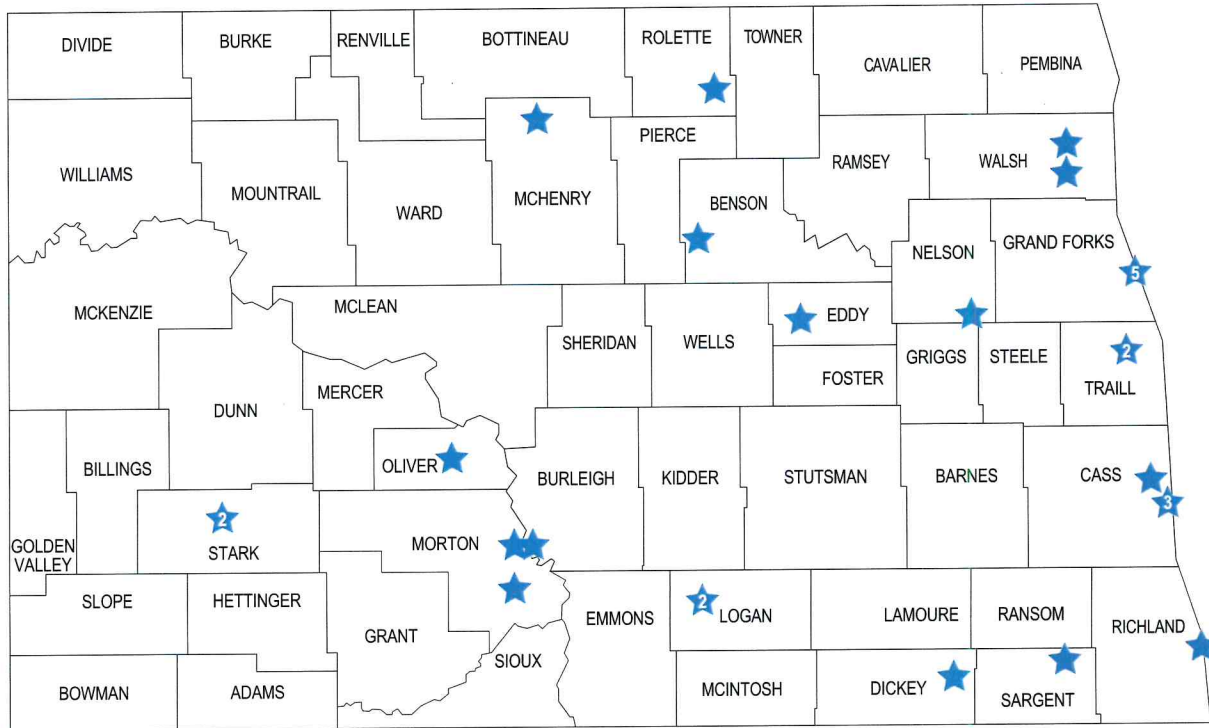 DIVIDE
BURKE
RENVILLE
BOTTINEAU
ROLETTE
TOWNER
CAVALIER
PEMBINA
WILLIAMS
MOUNTRAIL
WARD
MCHENRY
PIERCE
BENSON
RAMSEY
WALSH
NELSON
GRAND FORKS
5
MCKENZIE
MCLEAN
SHERIDAN
WELLS
EDDY
FOSTER
GRIGGS
STEELE
2
TRAILL
DUNN
MERCER
OLIVER
BILLINGS
BURLEIGH
KIDDER
STUTSMAN
BARNES
CASS
3
GOLDEN
VALLEY
2
STARK
MORTON
SLOPE
HETTINGER
GRANT
SIOUX
EMMONS
2
LOGAN
LAMOURE
RANSOM
RICHLAND
BOWMAN
ADAMS
MCINTOSH
DICKEY
SARGENT